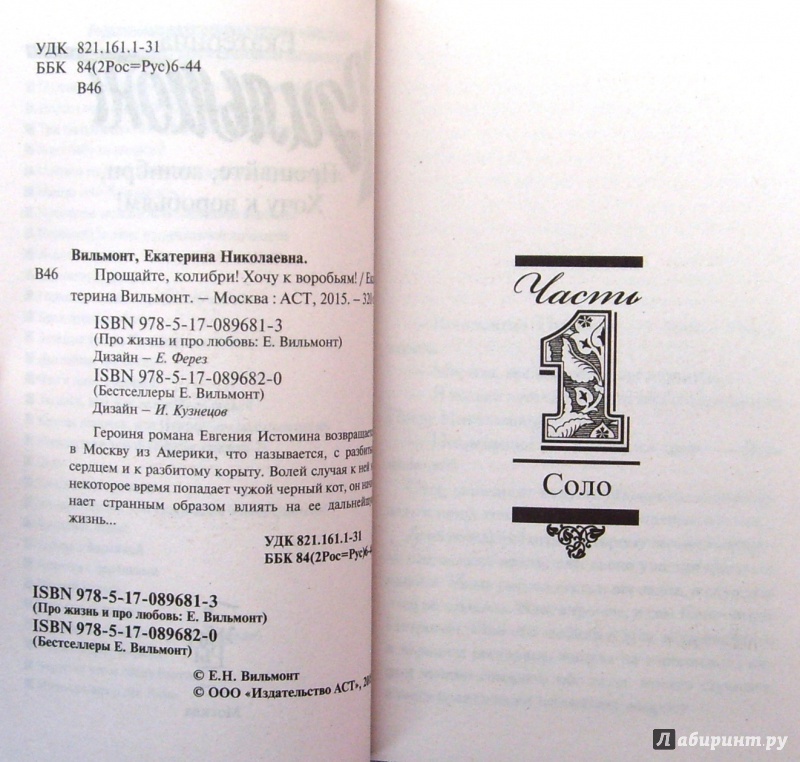 УДК 821.161.1-31
ББК 84(2Рос=Рус)6-44
В46
Вильмонт, Екатерина Николаевна.
В46 Прощайте, колибри! Хочу к воробьям! / Ека
терина Вильмонт. — Москва : АСТ, 2015. — 320
ISBN 978-5-17-089681-3
(Про жизнь и про любовь: Е. Вильмонт)
Дизайн — Е. Ферез
ISBN 978-5-17-089682-0
(Бестселлеры Е. Вильмонт)
Дизайн — И. Кузнецов
Героиня романа Евгения Истомина возвращает
в Москву из Америки, что называется, с разбиты
сердцем и к разбитому корыту. Волей случая к ней
некоторое время попадает чужой черный кот, он нач
нает странным образом влиять на ее дальнейшу
жизнь...
УДК 821.161.1-31
ББК 84(2Рос=Рус)6-44
ISBN 978-5-17-089681-3
(Про жизнь и про любовь: Е. Вильмонт)
ISBN 978-5-17-089682-0
(Бестселлеры Е. Вильмонт)
© Е.Н. Вильмонт
© ООО «Издательство АСТ», 20
Часть
1
Соло
Лабиринт.ру